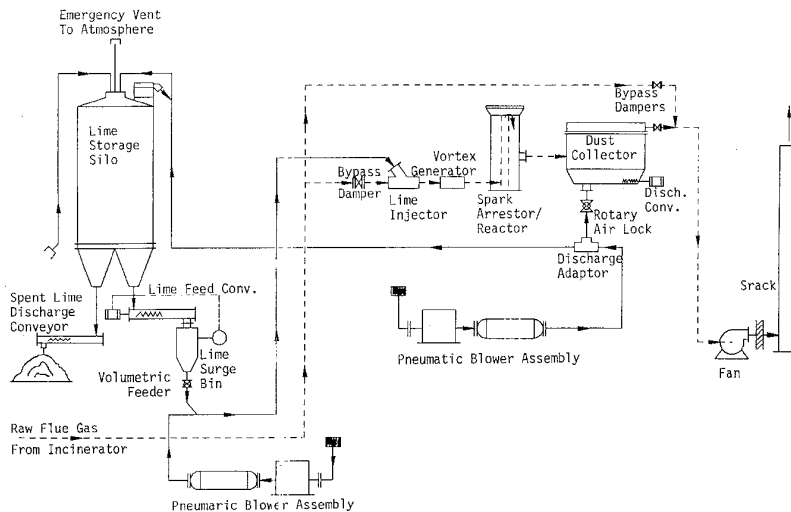 Emergency Vent
To Atmosphere
Lime
Storage
Silo
Bypass
Dampers
Vortex
Generator
Bypass
Damper
Lime
Injector
Spark
Arrestor/
Reactor
Dust
Collector
Disch.
Conv.
Rotary
Air Lock
Discharge
Adaptor
Srack
Spent Lime
Discharge
Conveyor
Lime Feed Conv.
Lime
Surge
Bin
Volumetric
Feeder
Pneumatic Blower Assembly
Fan
Raw Flue Gas
From Incinerator
Pneumaric Blower Assembly